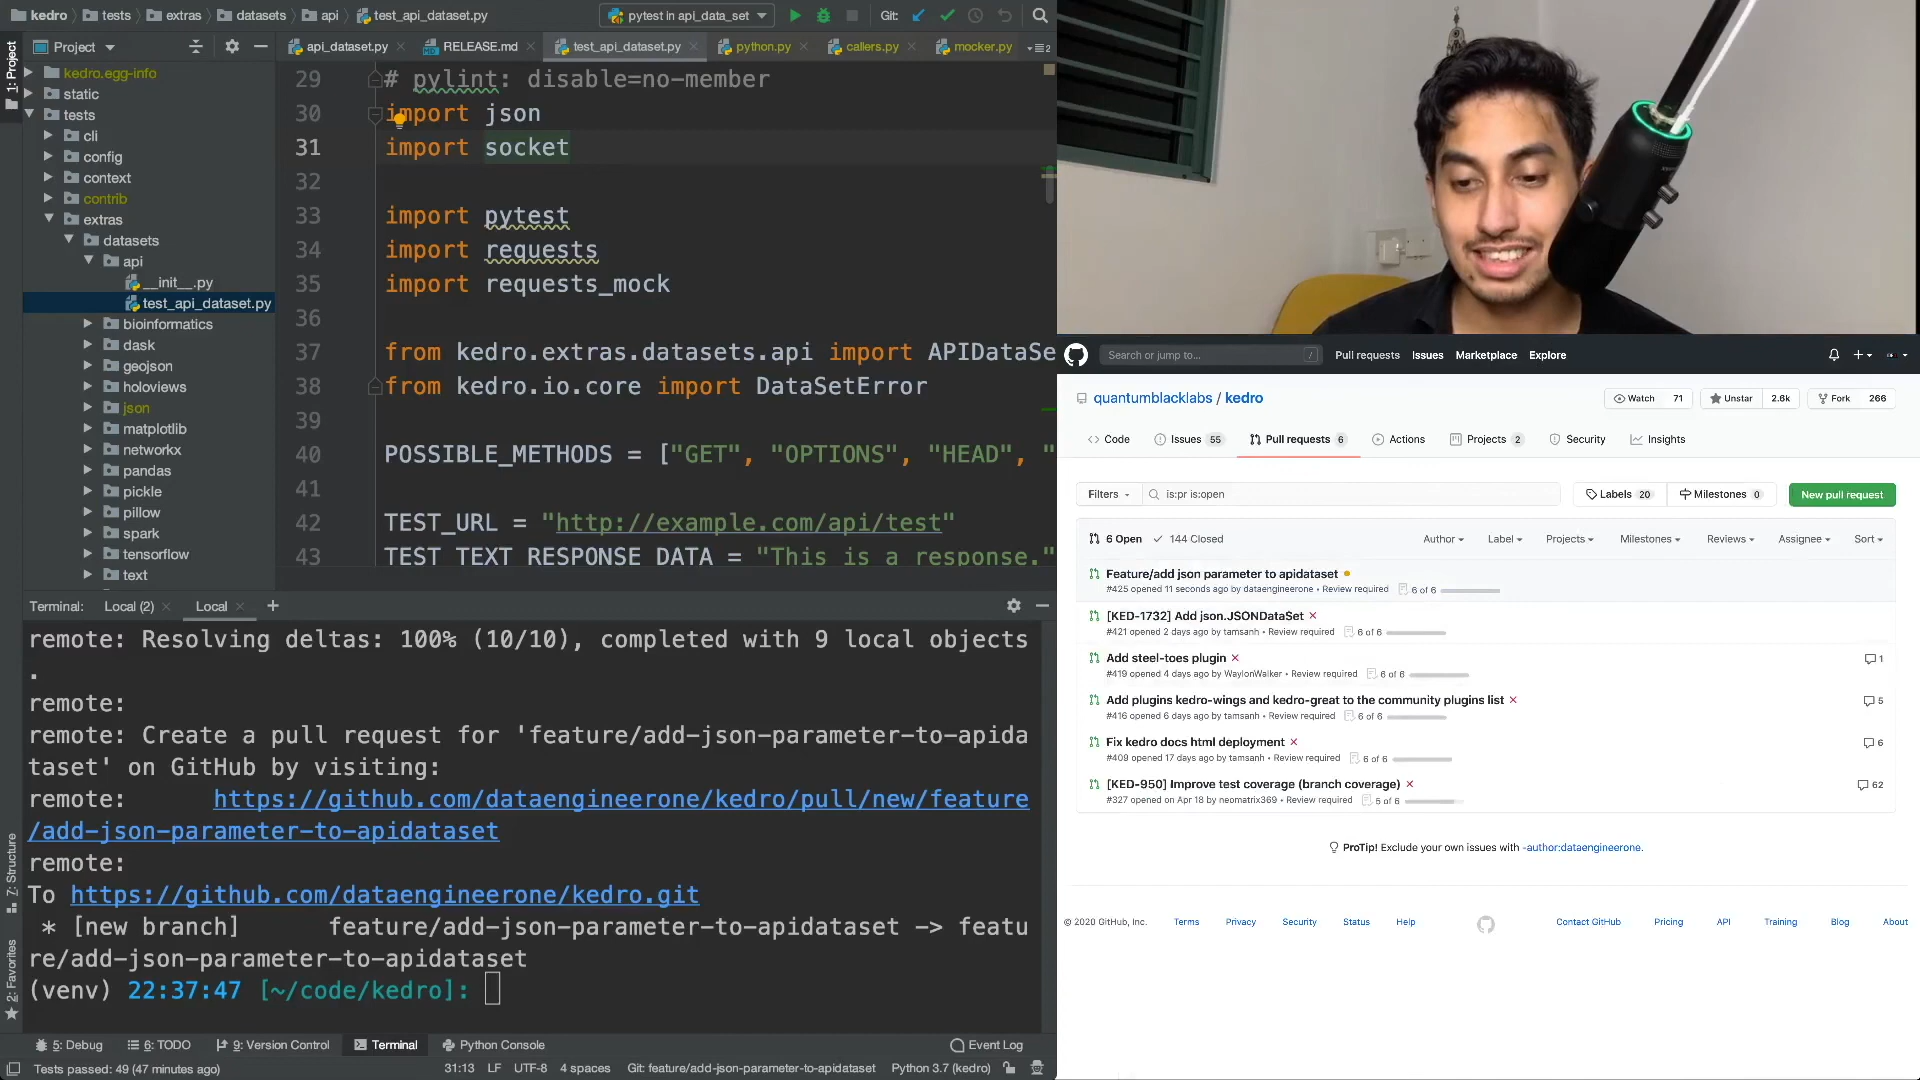 kedro
tests
extras
datasets
api
test_api_dataset.py
pytest in api_data_set
Git:
Project
api_dataset.py
RELEASE.md
test_api_dataset.py
python.py
callers.py
mocker.py
1: Project
kedro.egg-info
static
tests
cli
config
context
contrib
extras
datasets
api
__init__.py
test_api_dataset.py
bioinformatics
dask
geojson
holoviews
json
matplotlib
networkx
pandas
pickle
pillow
spark
tensorflow
text
29 # pylint: disable=no-member
30 import json
31 import socket
32
33 import pytest
34 import requests
35 import requests_mock
36
37 from kedro.extras.datasets.api import APIDataSe
38 from kedro.io.core import DataSetError
39
40 POSSIBLE_METHODS = ["GET", "OPTIONS", "HEAD", "
41
42 TEST_URL = "http://example.com/api/test"
43 TEST_TEXT_RESPONSE_DATA = "This is a response."
Terminal: Local (2) Local
remote: Resolving deltas: 100% (10/10), completed with 9 local objects
.
remote:
remote: Create a pull request for 'feature/add-json-parameter-to-apida
taset' on GitHub by visiting:
remote: https://github.com/dataengineerone/kedro/pull/new/feature
/add-json-parameter-to-apidataset
remote:
To https://github.com/dataengineerone/kedro.git
* [new branch] feature/add-json-parameter-to-apidataset -> featu
re/add-json-parameter-to-apidataset
(venv) 22:37:47 [~/code/kedro]:
7: Structure
2: Favorites
5: Debug 6: TODO 9: Version Control Terminal Python Console Event Log
Tests passed: 49 (47 minutes ago) 31:13 LF UTF-8 4 spaces Git: feature/add-json-parameter-to-apidataset Python 3.7 (kedro)
Search or jump to... / Pull requests Issues Marketplace Explore
quantumblacklabs / kedro Watch 71 Unstar 2.6k Fork 266
Code Issues 55 Pull requests 6 Actions Projects 2 Security Insights
Filters is:pr is:open Labels 20 Milestones 0 New pull request
6 Open 144 Closed Author Label Projects Milestones Reviews Assignee Sort
Feature/add json parameter to apidataset
#425 opened 11 seconds ago by dataengineerone • Review required 6 of 6
[KED-1732] Add json.JSONDataSet
#421 opened 2 days ago by tamsanh • Review required 6 of 6
Add steel-toes plugin 1
#419 opened 4 days ago by WaylonWalker • Review required 6 of 6
Add plugins kedro-wings and kedro-great to the community plugins list 5
#416 opened 6 days ago by tamsanh • Review required 6 of 6
Fix kedro docs html deployment 6
#409 opened 17 days ago by tamsanh • Review required 6 of 6
[KED-950] Improve test coverage (branch coverage) 62
#327 opened on Apr 18 by neomatrix369 • Review required 5 of 6
ProTip! Exclude your own issues with -author:dataengineerone.
© 2020 GitHub, Inc. Terms Privacy Security Status Help Contact GitHub Pricing API Training Blog About